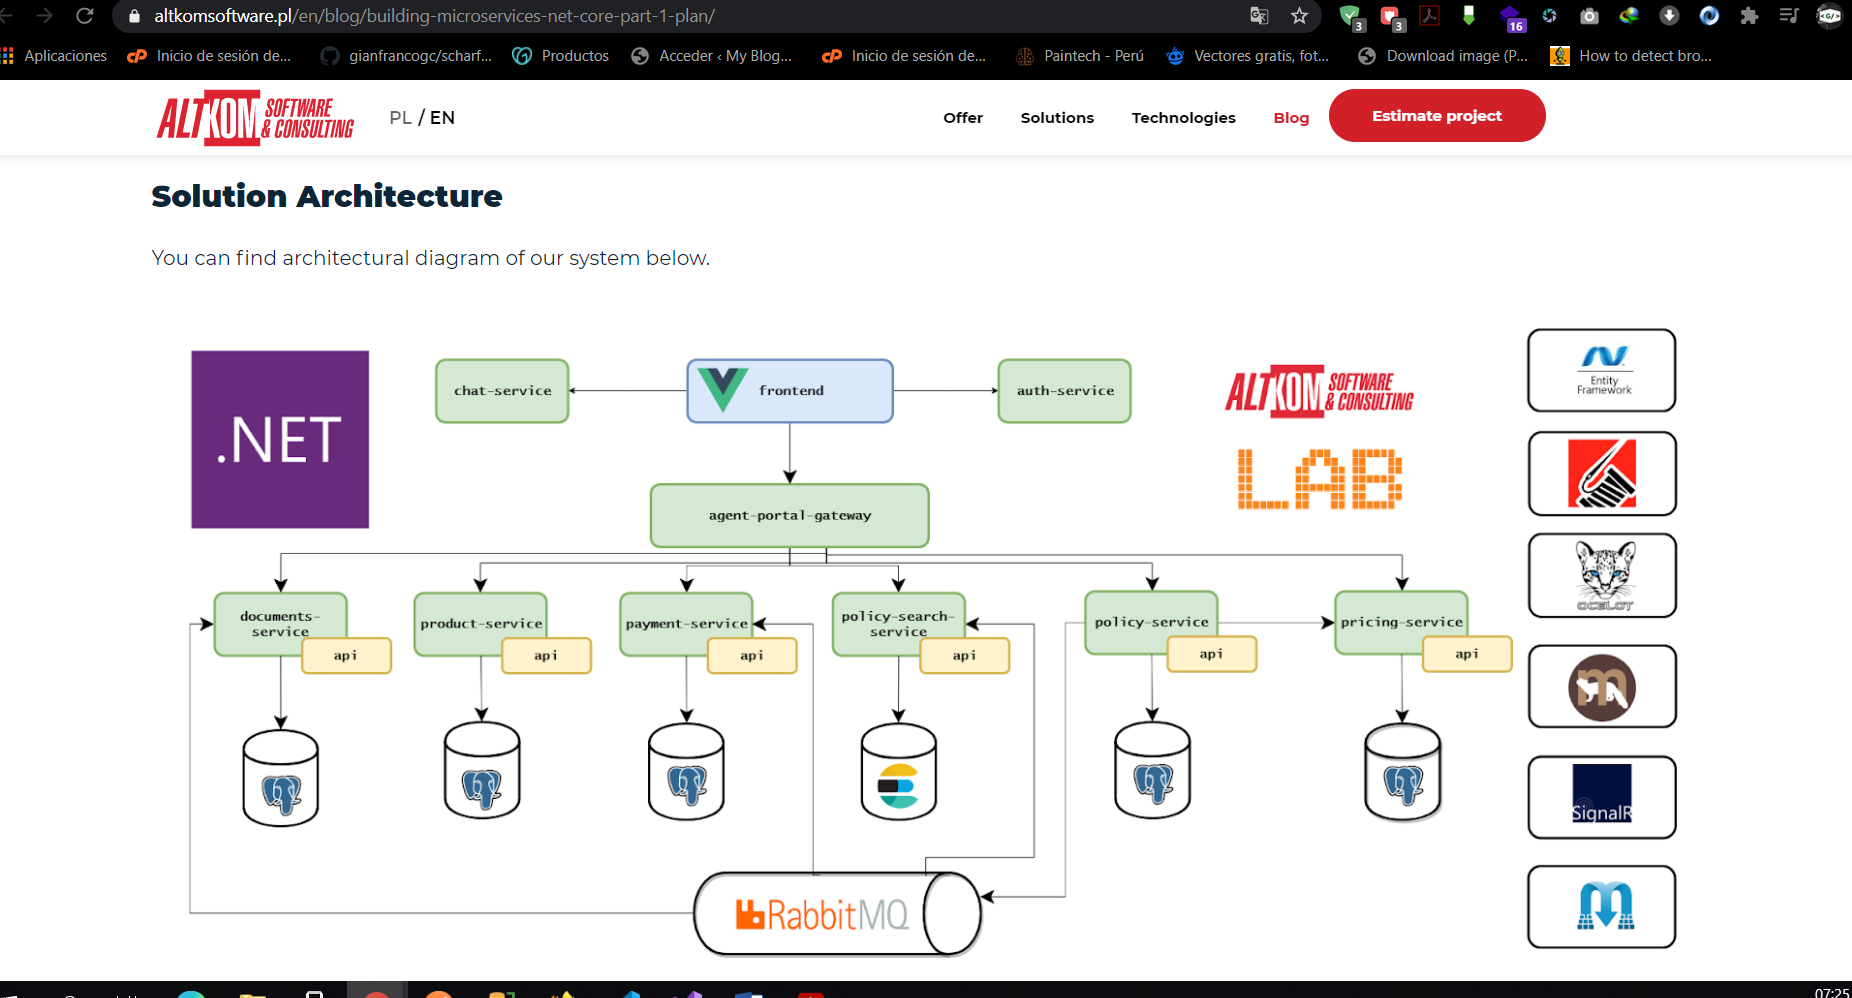 altkomsoftware.pl/en/blog/building-microservices-net-core-part-1-plan/
3
3
16
Aplicaciones
Inicio de sesión de...
gianfrancogc/scharf...
Productos
Acceder ‹ My Blog...
Inicio de sesión de...
Paintech - Perú
Vectores gratis, fot...
Download image (P...
How to detect bro...
ALTKOM SOFTWARE & CONSULTING
PL / EN
Offer
Solutions
Technologies
Blog
Estimate project
Solution Architecture
You can find architectural diagram of our system below.
.NET
chat-service
frontend
auth-service
ALTKOM SOFTWARE & CONSULTING
LAB
Entity
Framework
agent-portal-gateway
OCELOT
documents-
service
api
product-service
api
payment-service
api
policy-search-
service
api
policy-service
api
pricing-service
api
m
SignalR
RabbitMQ
07:25